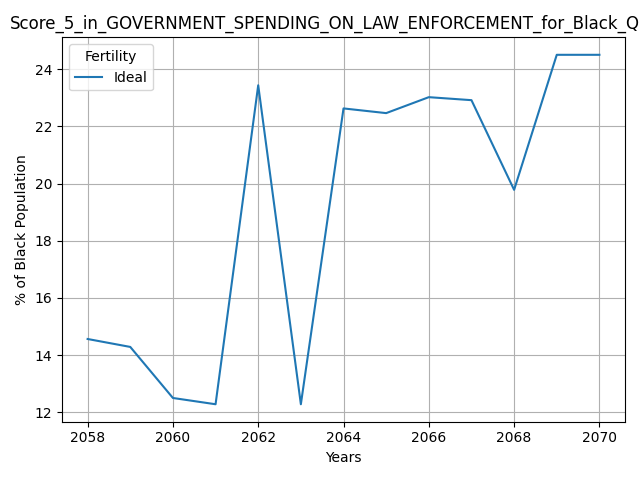 Score_5_in_GOVERNMENT_SPENDING_ON_LAW_ENFORCEMENT_for_Black_Q
Fertility
Ideal
% of Black Population
24
22
20
18
16
14
12
2058 2060 2062 2064 2066 2068 2070
Years